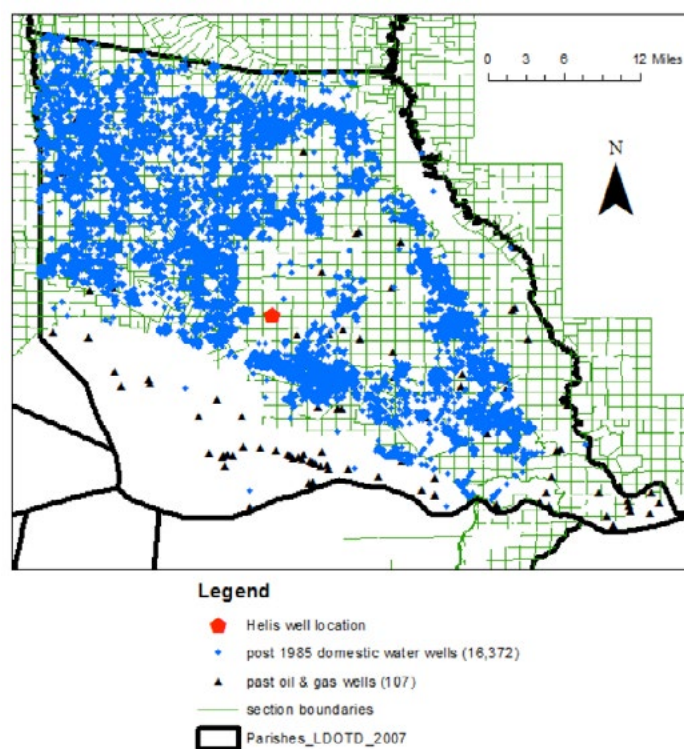 0 3 6 12 Miles
N
Legend
Helis well location
post 1985 domestic water wells (16,372)
past oil & gas wells (107)
section boundaries
Parishes_LDOTD_2007